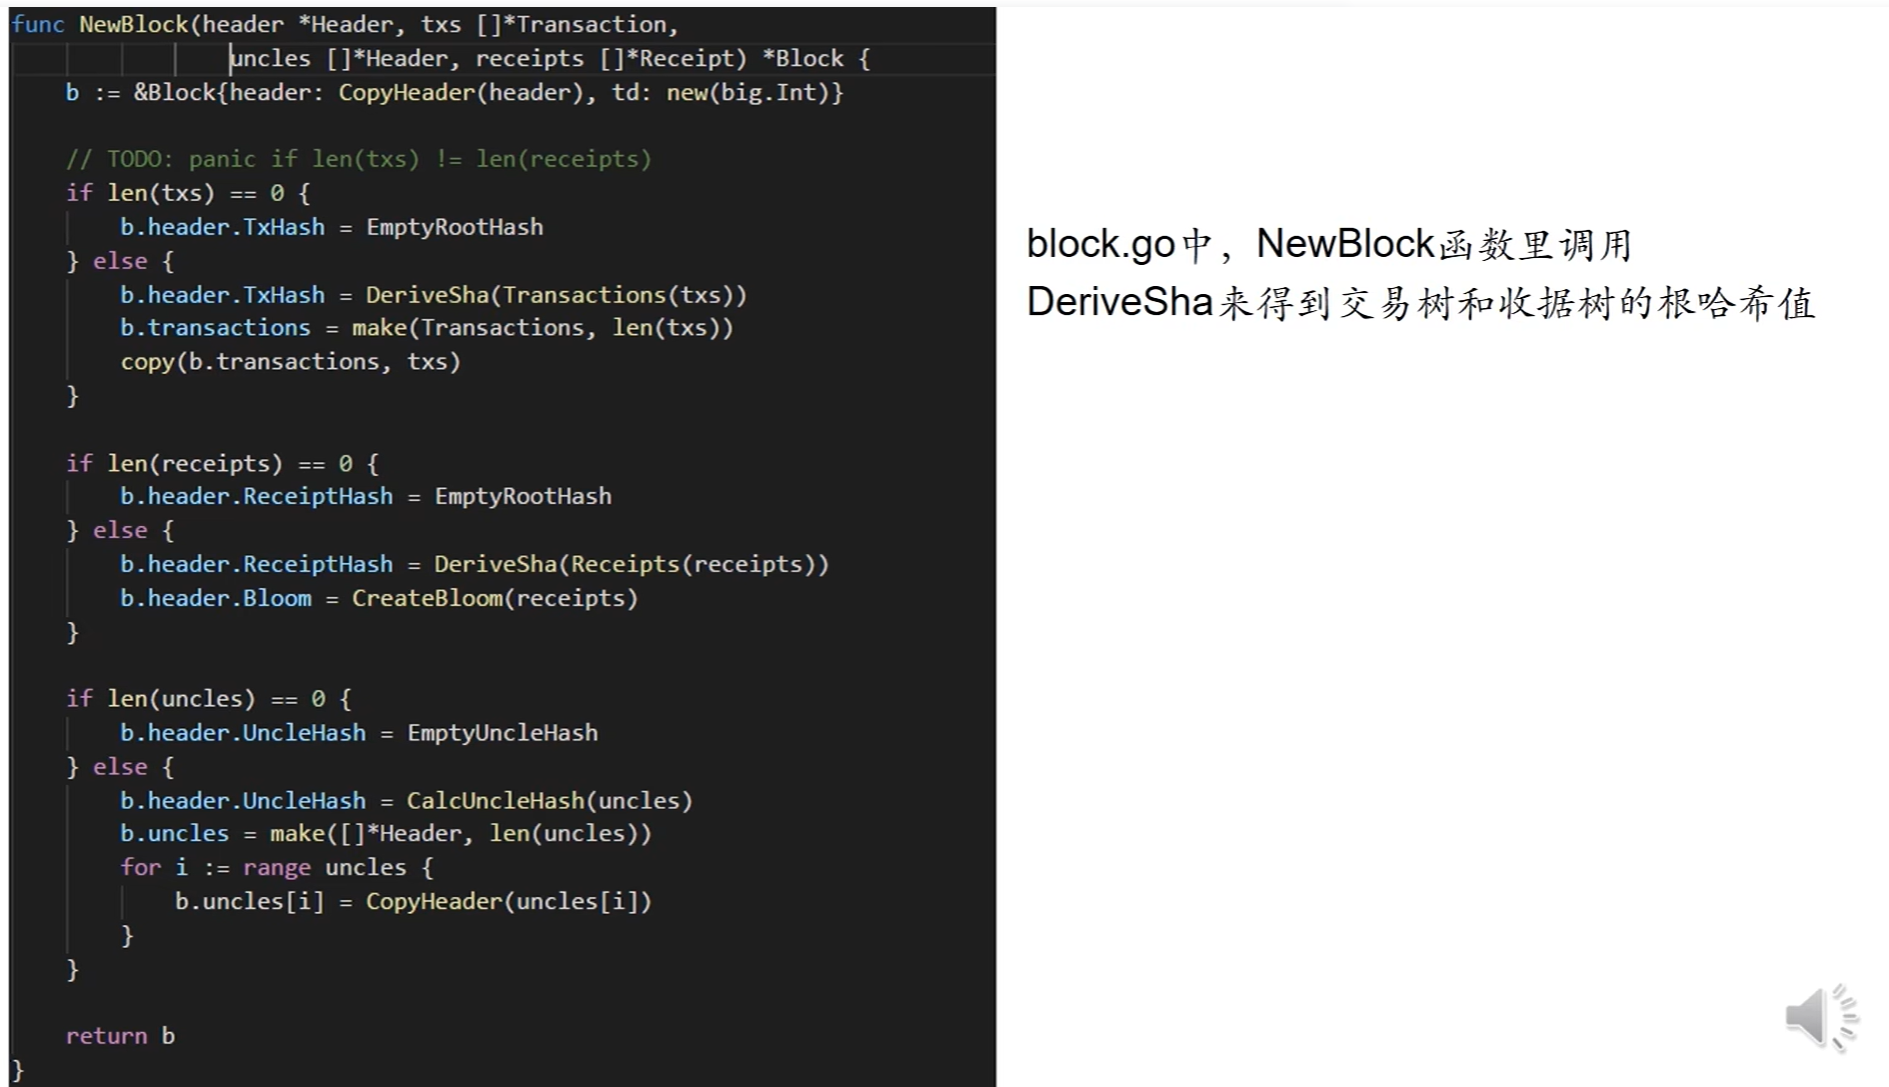 func NewBlock(header *Header, txs []*Transaction,
uncles []*Header, receipts []*Receipt) *Block {
b := &Block{header: CopyHeader(header), td: new(big.Int)}
// TODO: panic if len(txs) != len(receipts)
if len(txs) == 0 {
b.header.TxHash = EmptyRootHash
} else {
b.header.TxHash = DeriveSha(Transactions(txs))
b.transactions = make(Transactions, len(txs))
copy(b.transactions, txs)
}
if len(receipts) == 0 {
b.header.ReceiptHash = EmptyRootHash
} else {
b.header.ReceiptHash = DeriveSha(Receipts(receipts))
b.header.Bloom = CreateBloom(receipts)
}
if len(uncles) == 0 {
b.header.UncleHash = EmptyUncleHash
} else {
b.header.UncleHash = CalcUncleHash(uncles)
b.uncles = make([]*Header, len(uncles))
for i := range uncles {
b.uncles[i] = CopyHeader(uncles[i])
}
}
return b
}
block.go中，NewBlock函数里调用
DeriveSha来得到交易树和收据树的根哈希值